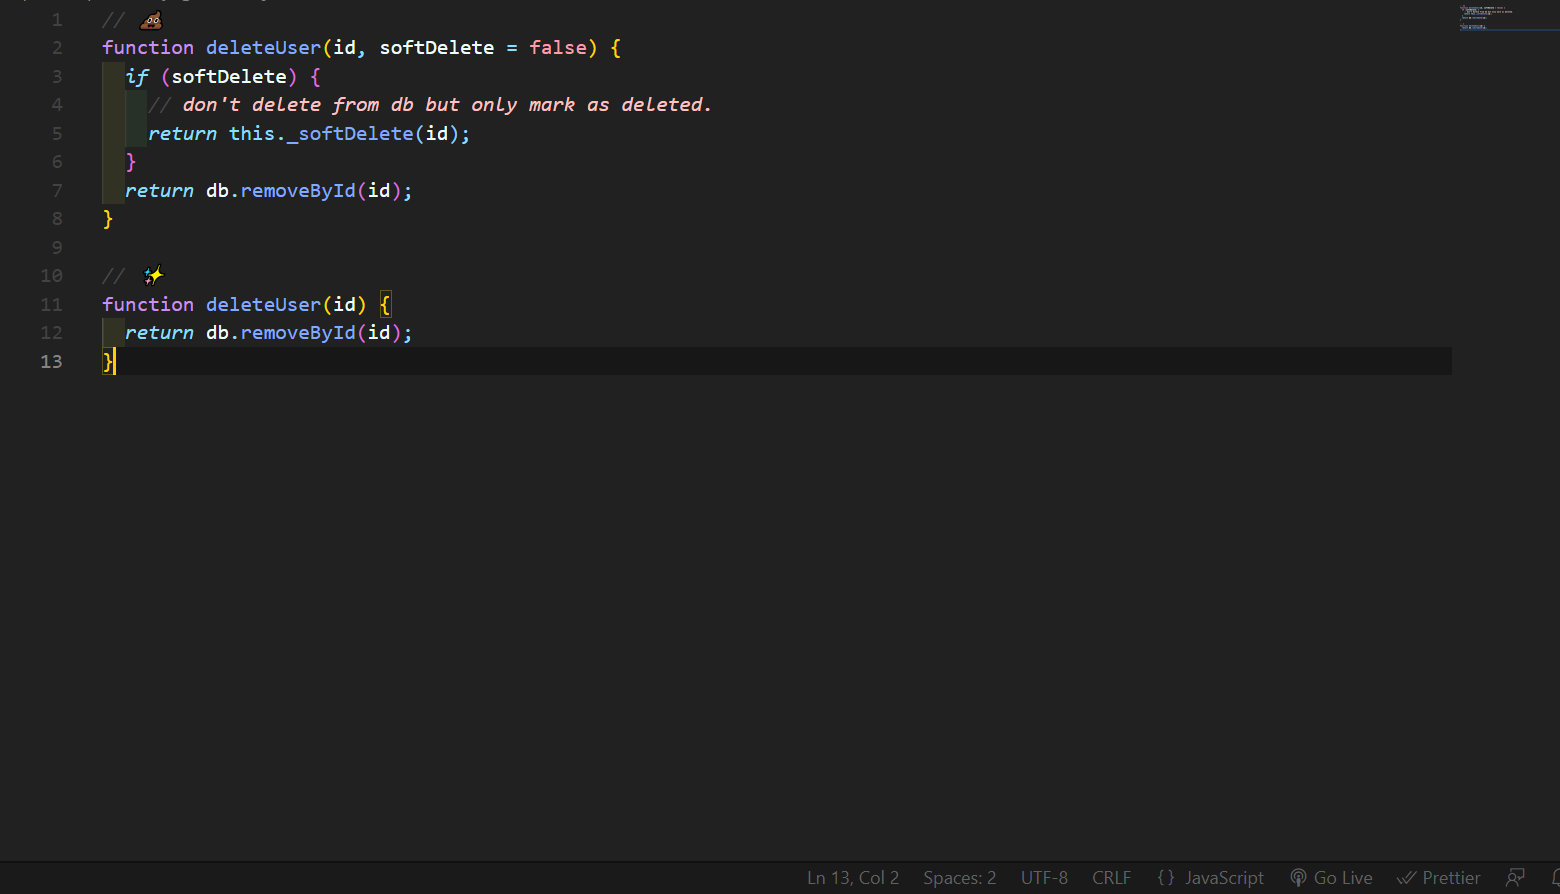 1 // 💩
2 function deleteUser(id, softDelete = false) {
3 if (softDelete) {
4 // don't delete from db but only mark as deleted.
5 return this._softDelete(id);
6 }
7 return db.removeById(id);
8 }
9
10 // ✨
11 function deleteUser(id) {
12 return db.removeById(id);
13 }
Ln 13, Col 2 Spaces: 2 UTF-8 CRLF {} JavaScript Go Live Prettier